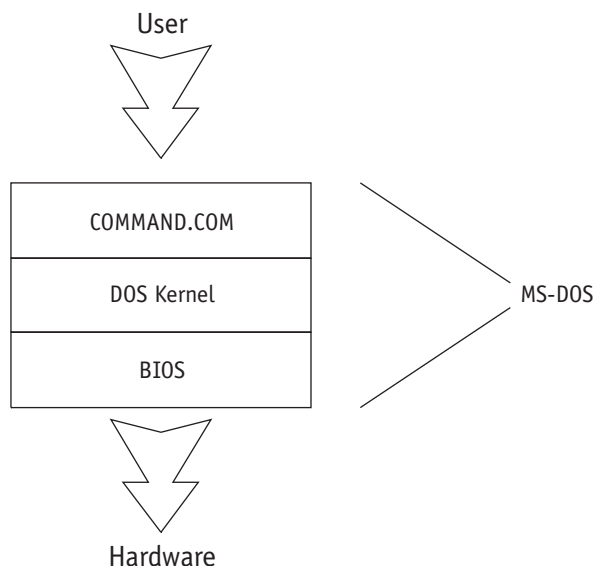 User
COMMAND.COM
DOS Kernel
MS-DOS
BIOS
Hardware